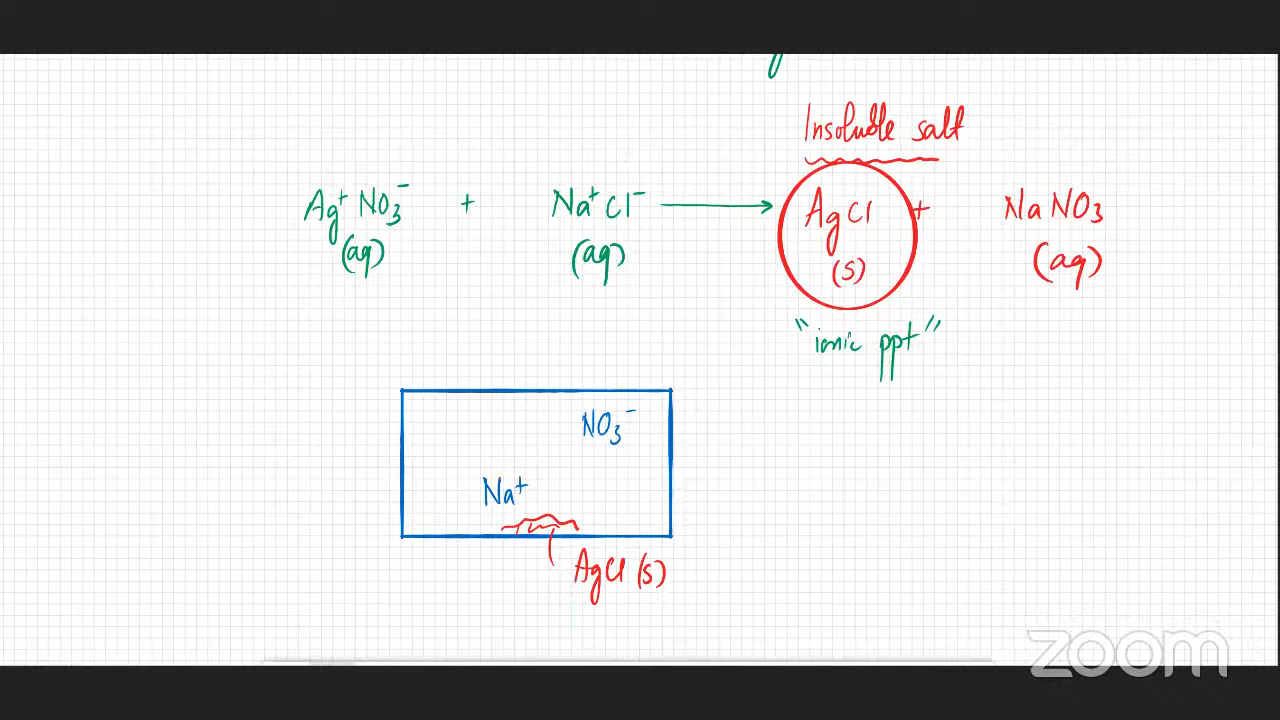 Insoluble salt
Ag⁺ NO₃⁻ + Na⁺ Cl⁻ ⟶ AgCl + NaNO₃
(aq) (aq) (s) (aq)
"ionic ppt"
NO₃⁻
Na⁺
AgCl (s)
zoom